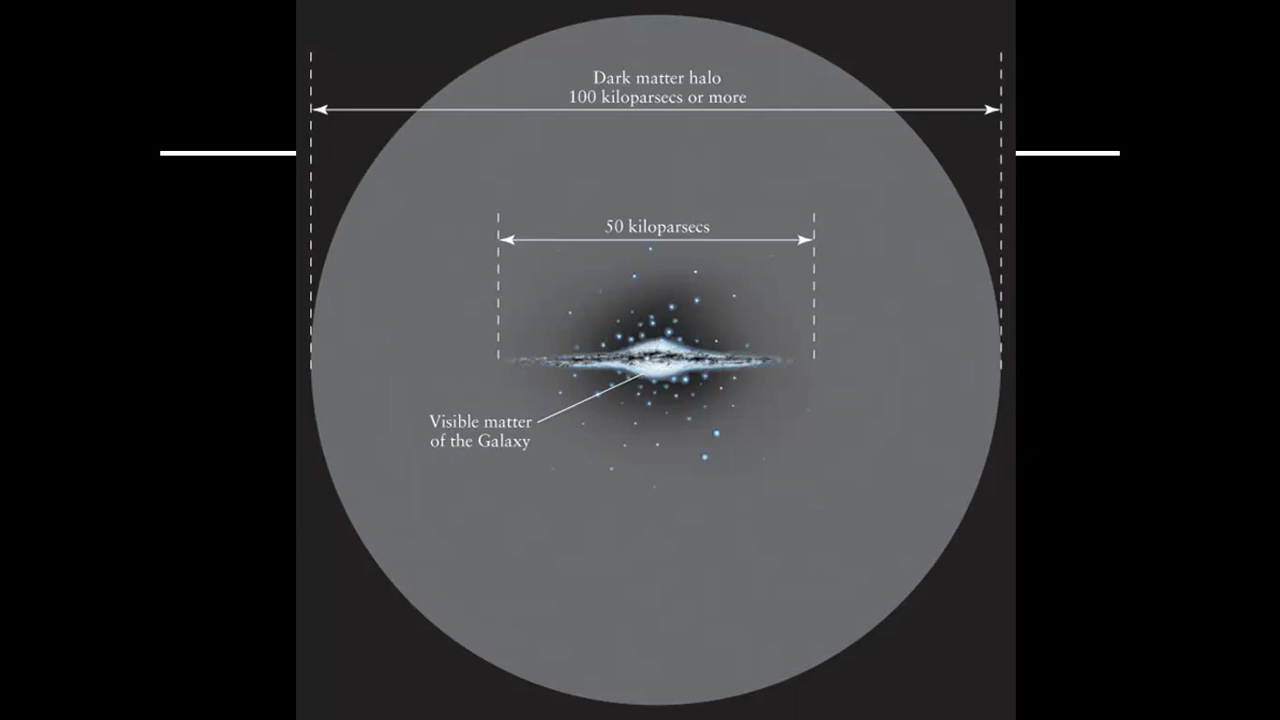 Dark matter halo
100 kiloparsecs or more
50 kiloparsecs
Visible matter
of the Galaxy